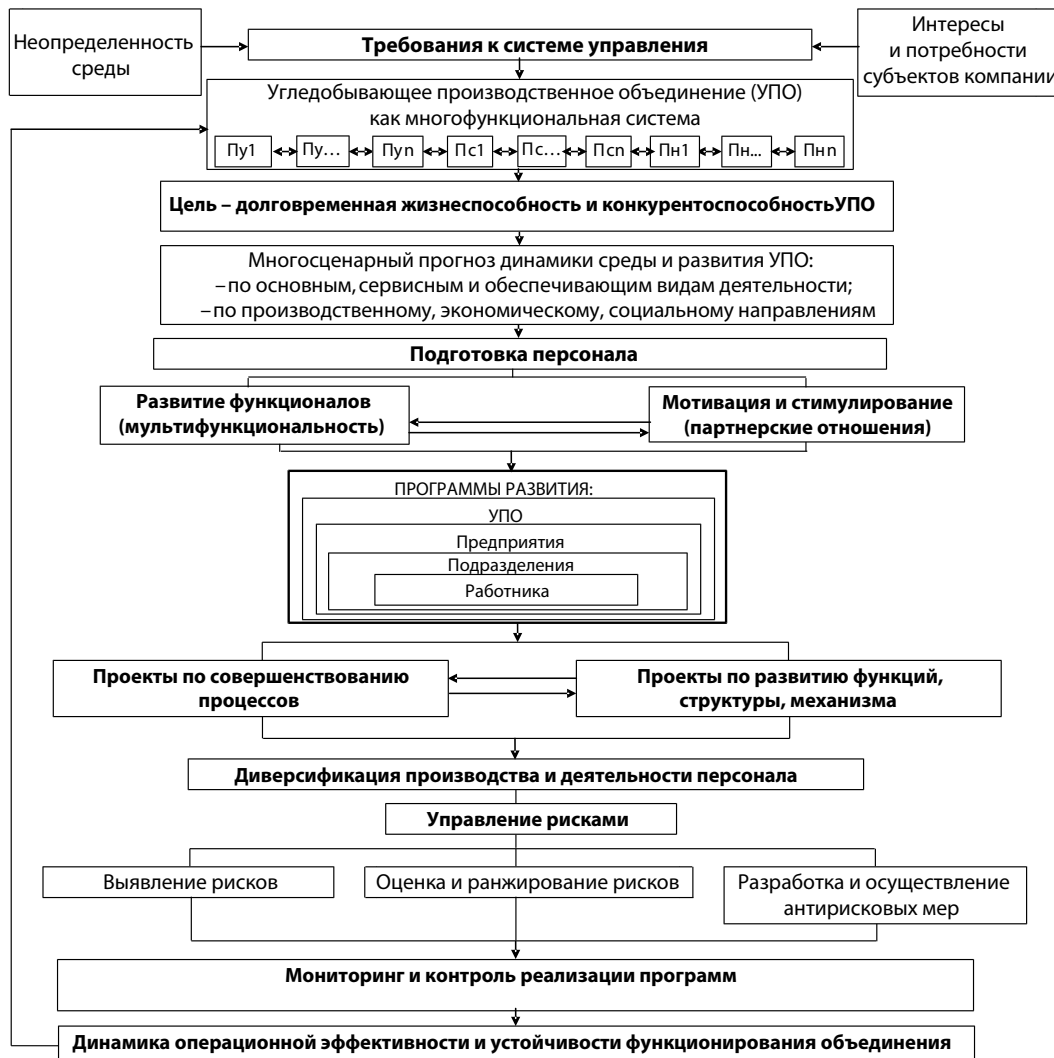 Неопределенность
среды
Требования к системе управления
Интересы
и потребности
субъектов компании
Угледобывающее производственное объединение (УПО)
как многофункциональная система
Пу1 Пу... Пуn Пс1 Пс... Псn Пн1 Пн... Пнn
Цель – долговременная жизнеспособность и конкурентоспособностьУПО
Многосценарный прогноз динамики среды и развития УПО:
– по основным, сервисным и обеспечивающим видам деятельности;
– по производственному, экономическому, социальному направлениям
Подготовка персонала
Развитие функционалов
(мультифункциональность)
Мотивация и стимулирование
(партнерские отношения)
ПРОГРАММЫ РАЗВИТИЯ:
УПО
Предприятия
Подразделения
Работника
Проекты по совершенствованию
процессов
Проекты по развитию функций,
структуры, механизма
Диверсификация производства и деятельности персонала
Управление рисками
Выявление рисков
Оценка и ранжирование рисков
Разработка и осуществление
антирисковых мер
Мониторинг и контроль реализации программ
Динамика операционной эффективности и устойчивости функционирования объединения